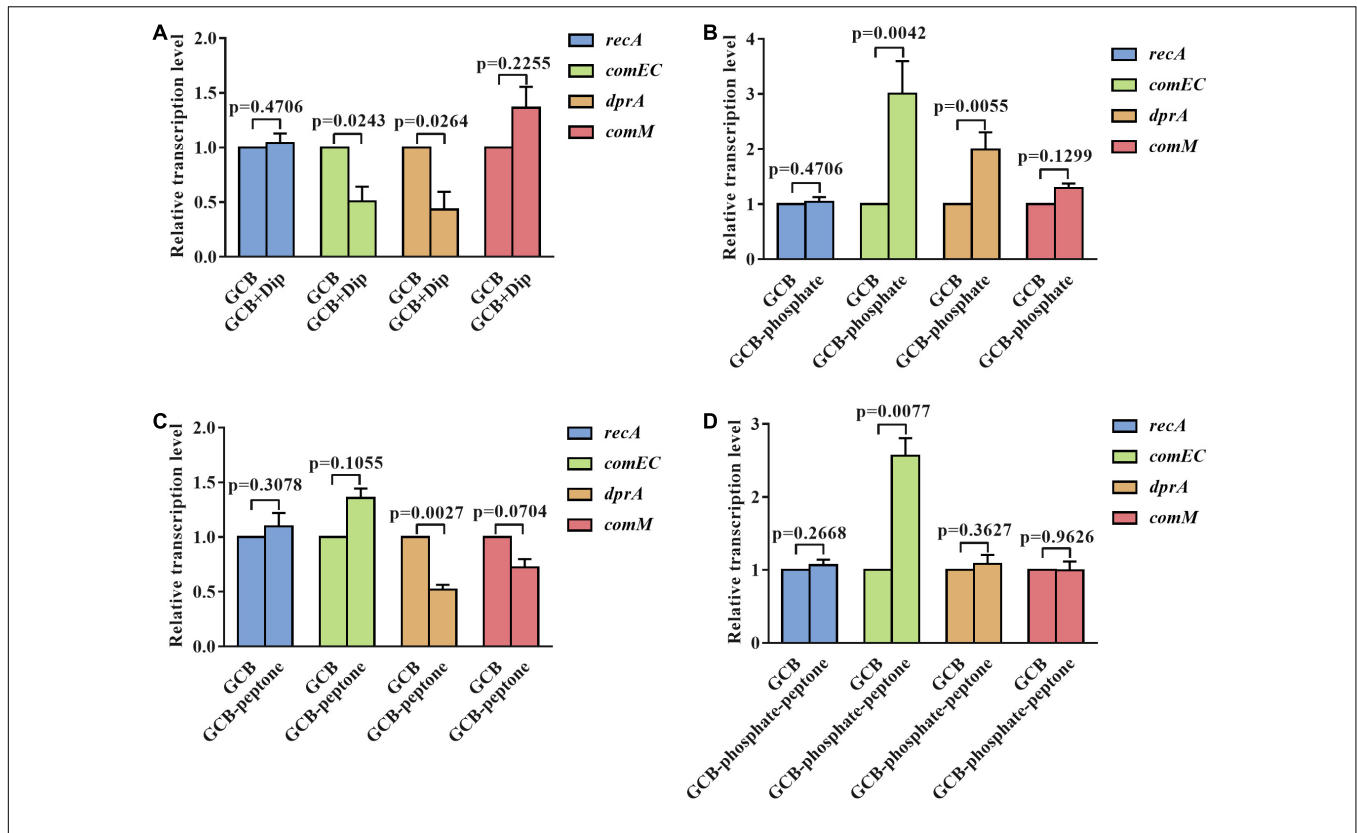 A
Relative transcription level
2.0
1.5
1.0
0.5
0.0
p=0.4706
p=0.0243
p=0.0264
p=0.2255
GCB
GCB+Dip
GCB
GCB+Dip
GCB
GCB+Dip
GCB
GCB+Dip
recA
comEC
dprA
comM
B
Relative transcription level
4
3
2
1
0
p=0.4706
p=0.0042
p=0.0055
p=0.1299
GCB
GCB-phosphate
GCB
GCB-phosphate
GCB
GCB-phosphate
GCB
GCB-phosphate
recA
comEC
dprA
comM
C
Relative transcription level
2.0
1.5
1.0
0.5
0.0
p=0.3078
p=0.1055
p=0.0027
p=0.0704
GCB
GCB-peptone
GCB
GCB-peptone
GCB
GCB-peptone
GCB
GCB-peptone
recA
comEC
dprA
comM
D
Relative transcription level
3
2
1
0
p=0.2668
p=0.0077
p=0.3627
p=0.9626
GCB
GCB-phosphate-peptone
GCB
GCB-phosphate-peptone
GCB
GCB-phosphate-peptone
GCB
GCB-phosphate-peptone
recA
comEC
dprA
comM